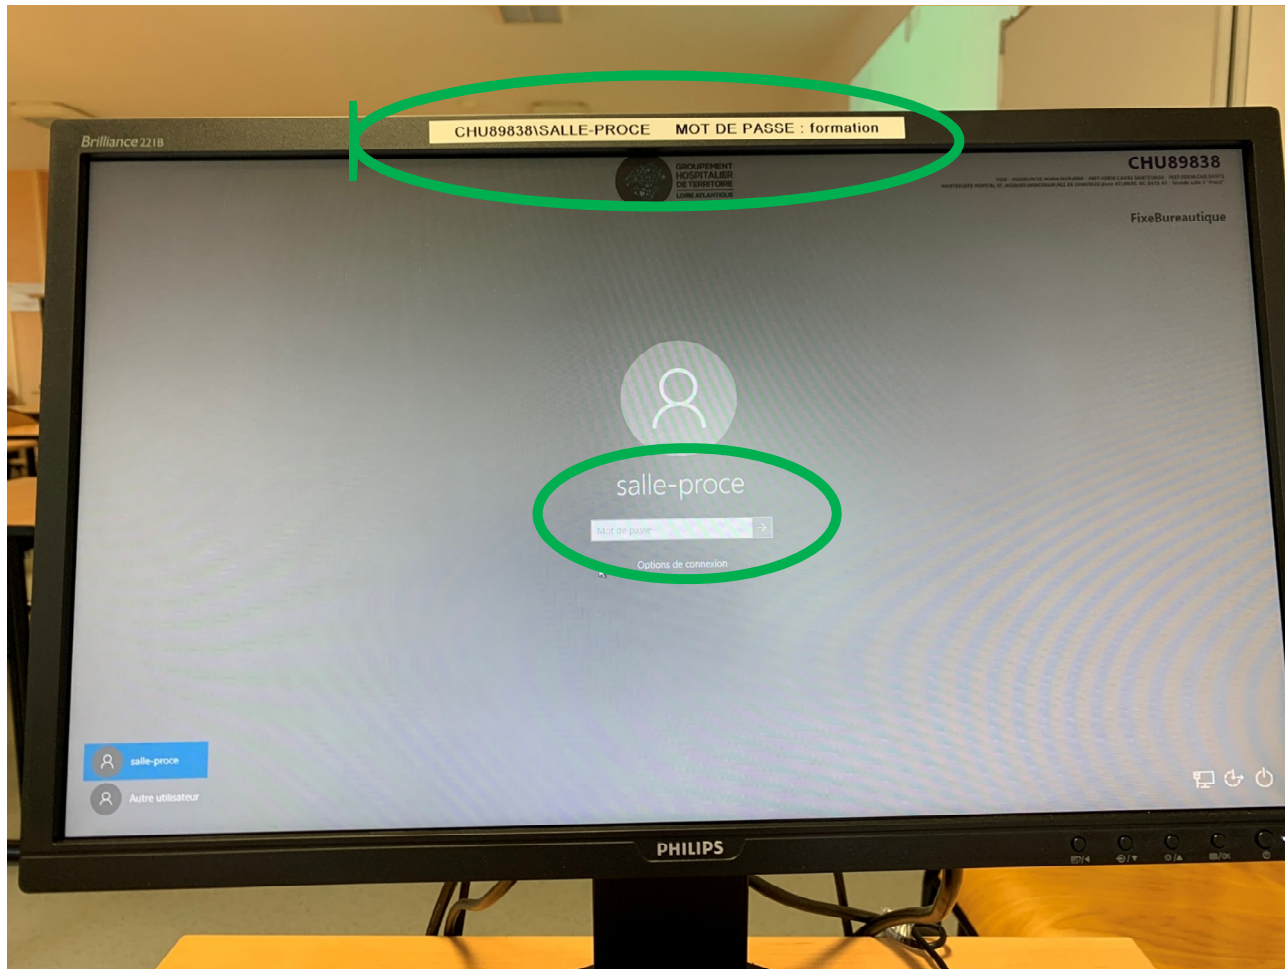 CHU89838\SALLE-PROCE MOT DE PASSE : formation
Brilliance 221B
GROUPEMENT
HOSPITALIER
DE TERRITOIRE
LOIRE ATLANTIQUE
CHU89838
FixeBureautique
salle-proce
Mot de passe
Options de connexion
salle-proce
Autre utilisateur
PHILIPS